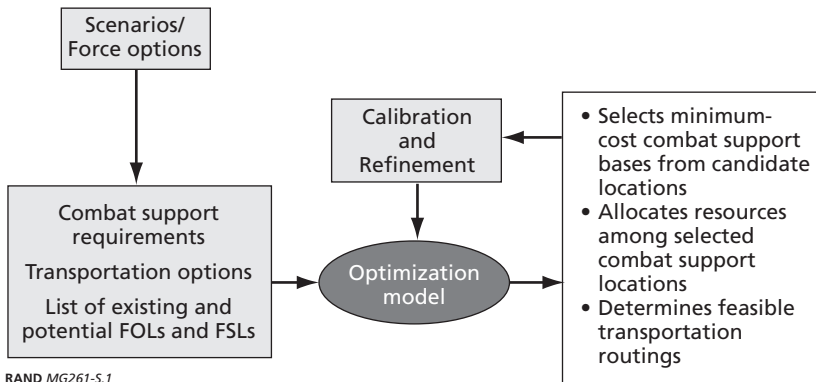 Scenarios/
Force options
Combat support
requirements
Transportation options
List of existing and
potential FOLs and FSLs
Calibration
and
Refinement
Optimization
model
• Selects minimum-
cost combat support
bases from candidate
locations
• Allocates resources
among selected
combat support
locations
• Determines feasible
transportation
routings
RAND MG261-S.1